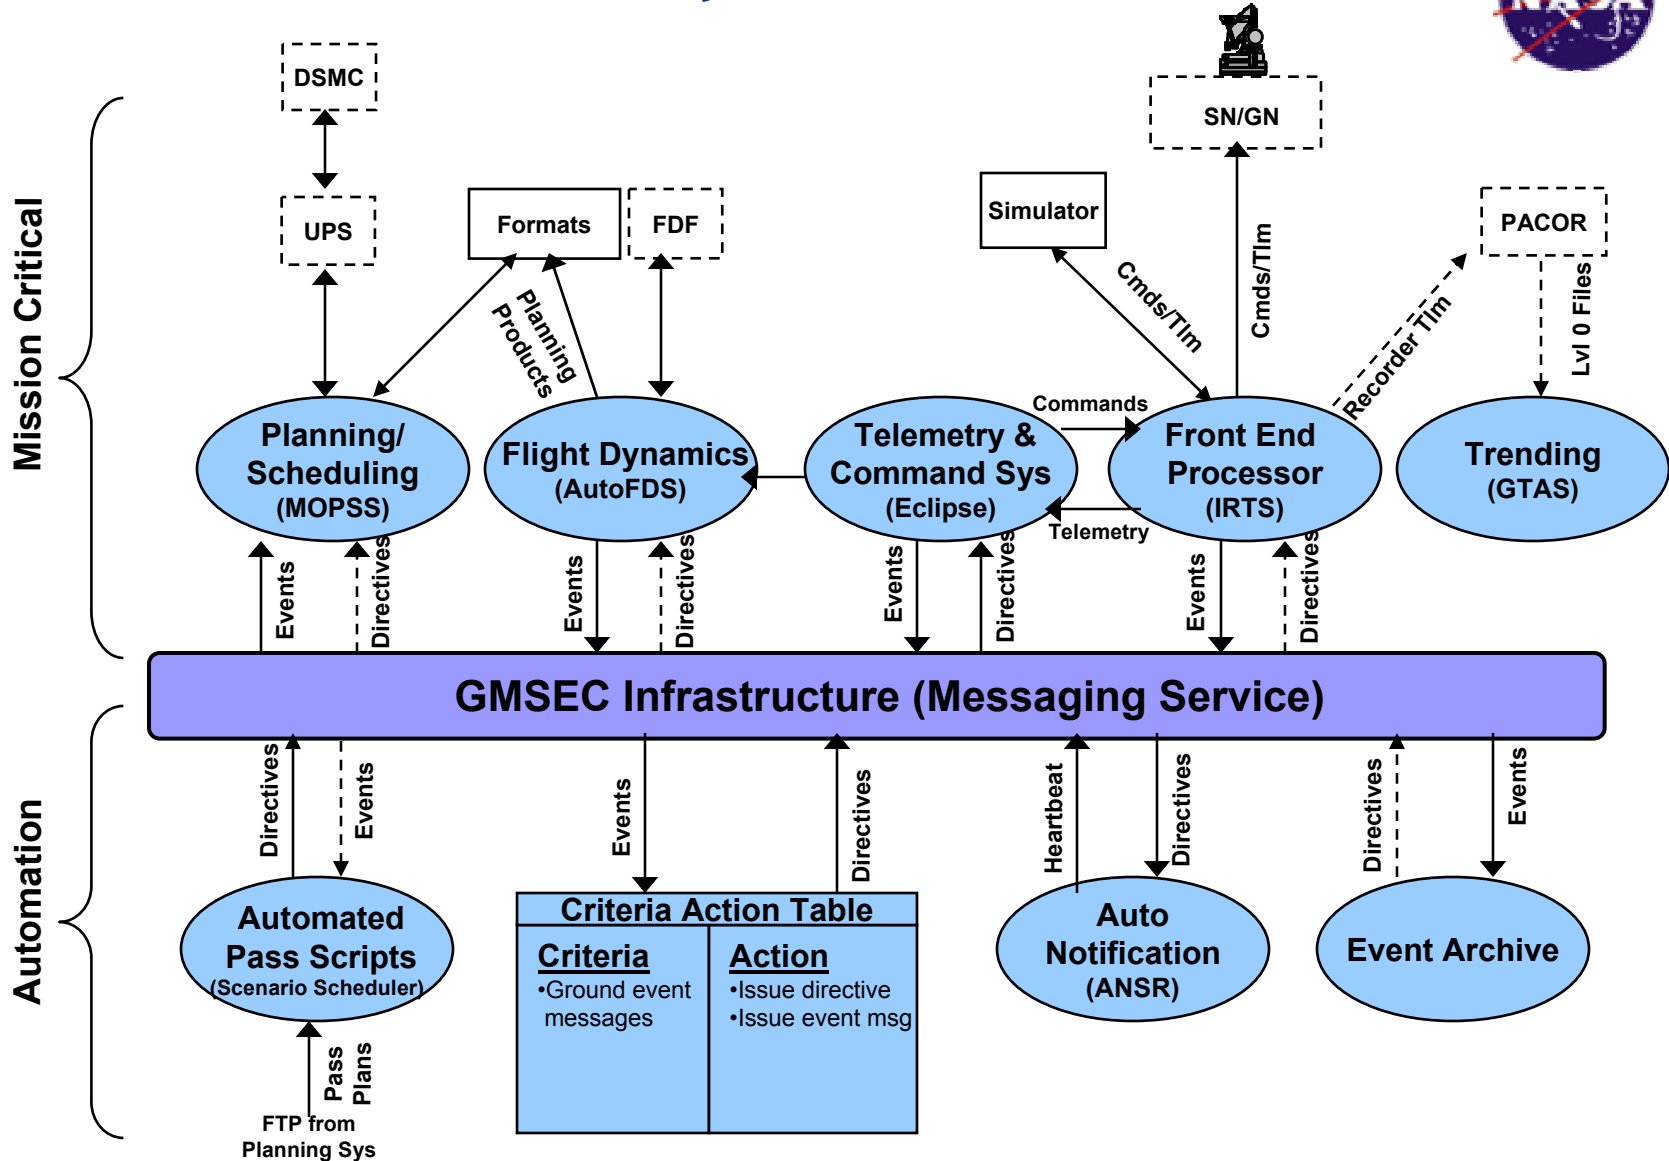 NASA
DSMC
SN/GN
UPS
Formats
FDF
Simulator
PACOR
Mission Critical
Planning
Products
Cmds/Tlm
Cmds/Tlm
Recorder Tlm
Lvl 0 Files
Planning/
Scheduling
(MOPSS)
Flight Dynamics
(AutoFDS)
Telemetry &
Command Sys
(Eclipse)
Commands
Telemetry
Front End
Processor
(IRTS)
Trending
(GTAS)
Events
Directives
Events
Directives
Events
Directives
Events
Directives
GMSEC Infrastructure (Messaging Service)
Automation
Directives
Events
Events
Directives
Heartbeat
Directives
Directives
Events
Automated
Pass Scripts
(Scenario Scheduler)
Criteria Action Table
Criteria
•Ground event
messages
Action
•Issue directive
•Issue event msg
Auto
Notification
(ANSR)
Event Archive
Pass
Plans
FTP from
Planning Sys